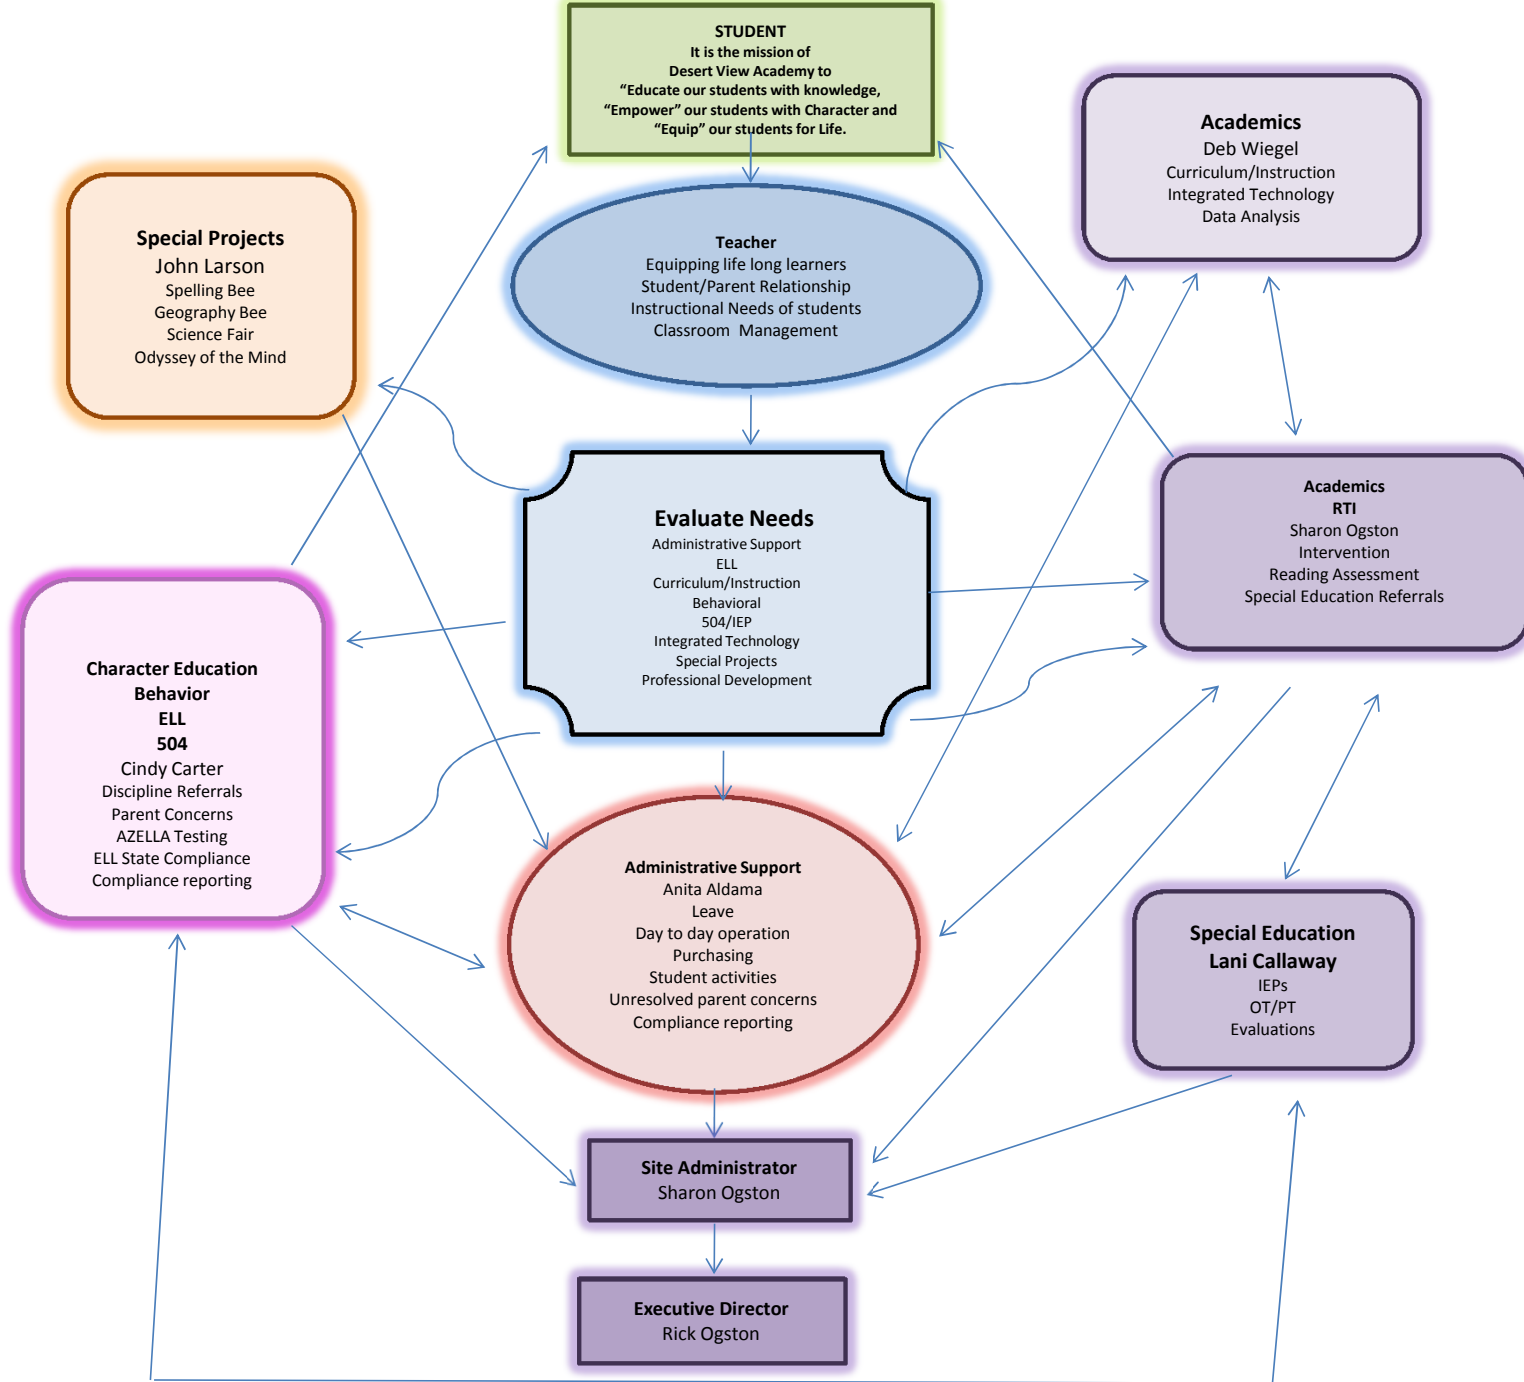 STUDENT
It is the mission of
Desert View Academy to
“Educate our students with knowledge,
“Empower” our students with Character and
“Equip” our students for Life.
Academics
Deb Wiegel
Curriculum/Instruction
Integrated Technology
Data Analysis
Special Projects
John Larson
Spelling Bee
Geography Bee
Science Fair
Odyssey of the Mind
Teacher
Equipping life long learners
Student/Parent Relationship
Instructional Needs of students
Classroom Management
Evaluate Needs
Administrative Support
ELL
Curriculum/Instruction
Behavioral
504/IEP
Integrated Technology
Special Projects
Professional Development
Academics
RTI
Sharon Ogston
Intervention
Reading Assessment
Special Education Referrals
Character Education
Behavior
ELL
504
Cindy Carter
Discipline Referrals
Parent Concerns
AZELLA Testing
ELL State Compliance
Compliance reporting
Administrative Support
Anita Aldama
Leave
Day to day operation
Purchasing
Student activities
Unresolved parent concerns
Compliance reporting
Special Education
Lani Callaway
IEPs
OT/PT
Evaluations
Site Administrator
Sharon Ogston
Executive Director
Rick Ogston